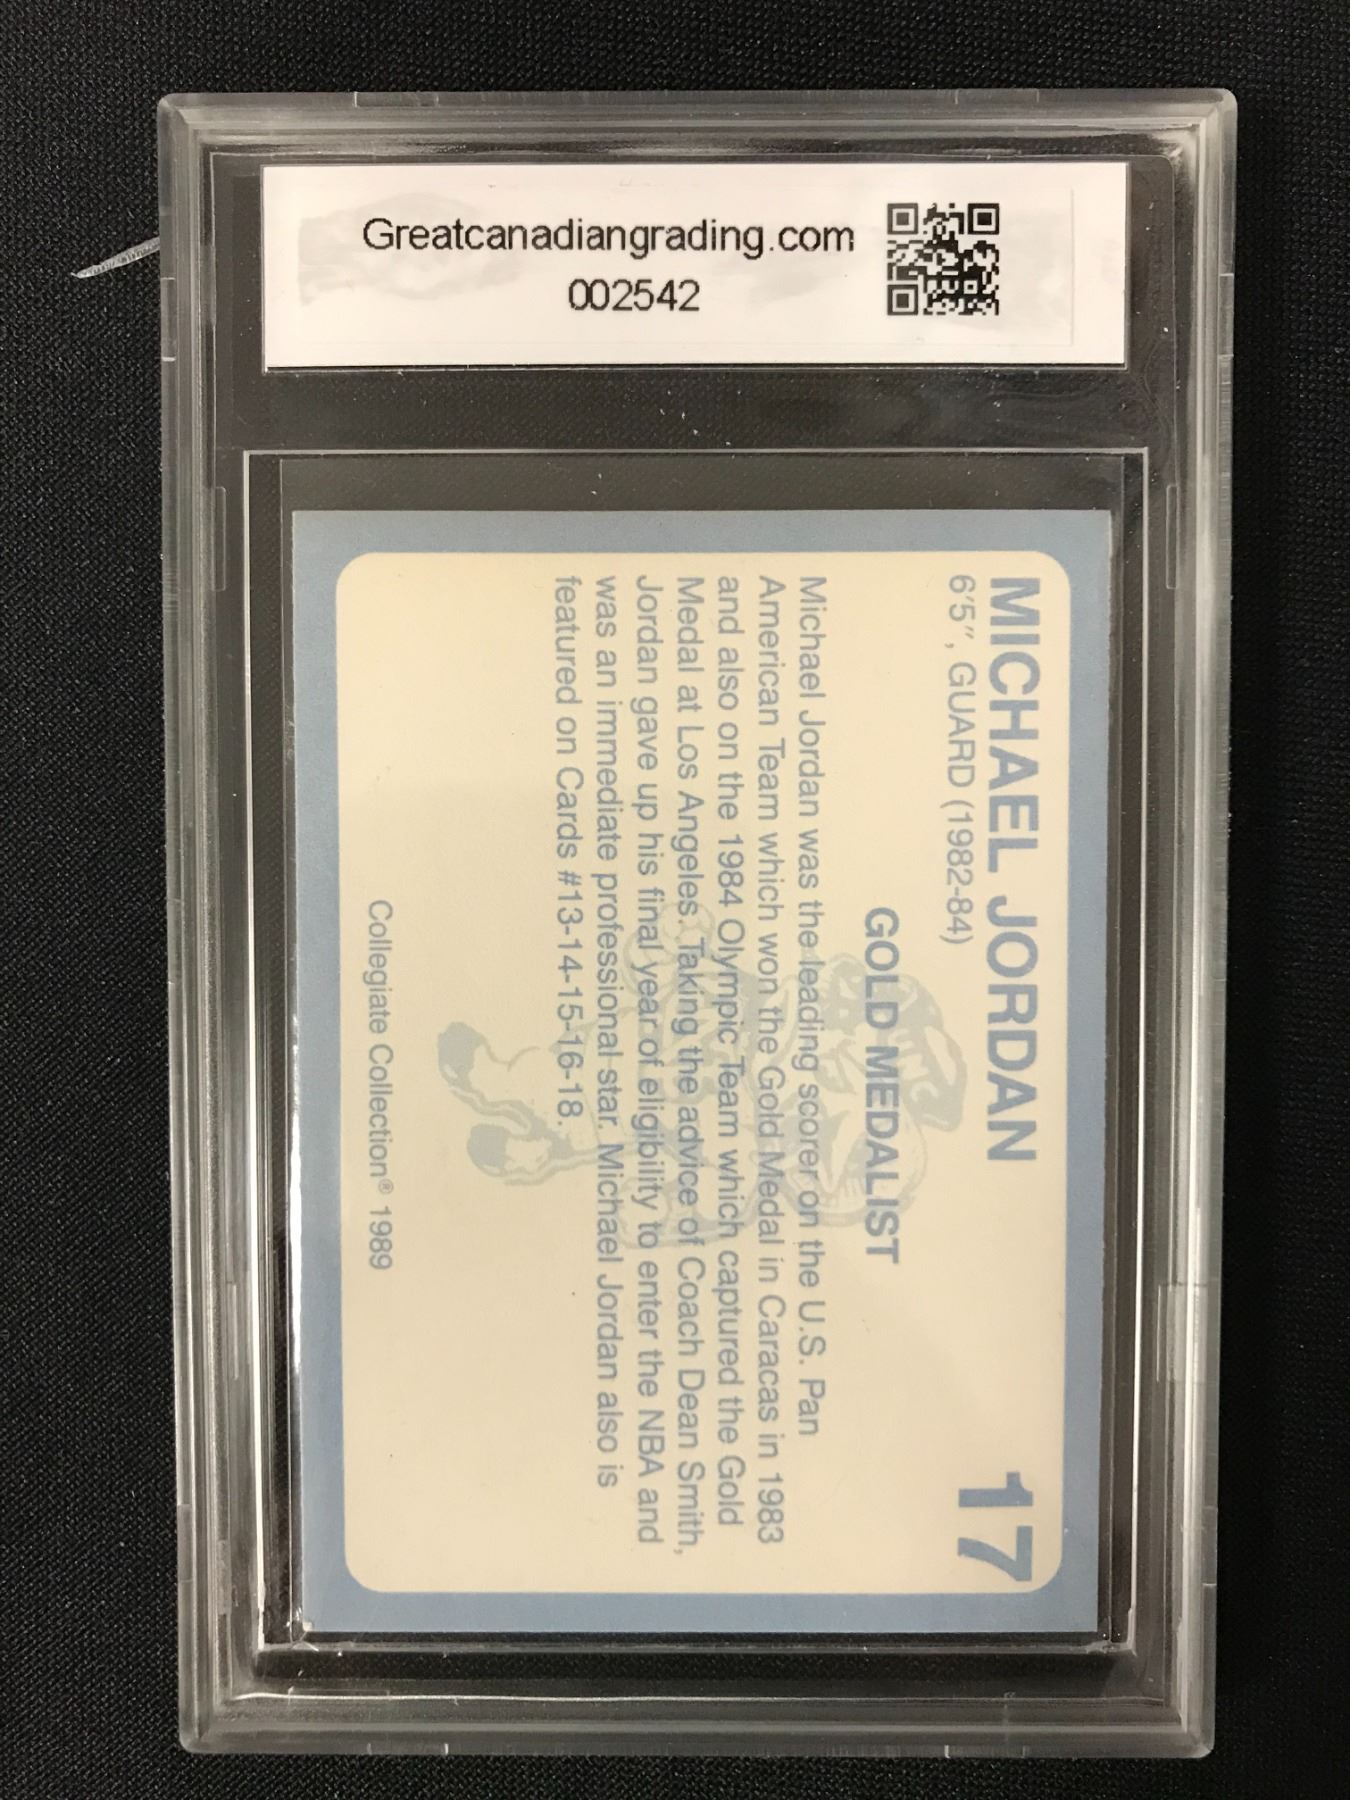 Greatcanadiangrading.com
002542
MICHAEL JORDAN
17
6'5", GUARD (1982-84)
GOLD MEDALIST
Michael Jordan was the leading scorer on the U.S. Pan
American Team which won the Gold Medal in Caracas in 1983
and also on the 1984 Olympic Team which captured the Gold
Medal at Los Angeles. Taking the advice of Coach Dean Smith,
Jordan gave up his final year of eligibility to enter the NBA and
was an immediate professional star. Michael Jordan also is
featured on Cards #13-14-15-16-18.
Collegiate Collection® 1989